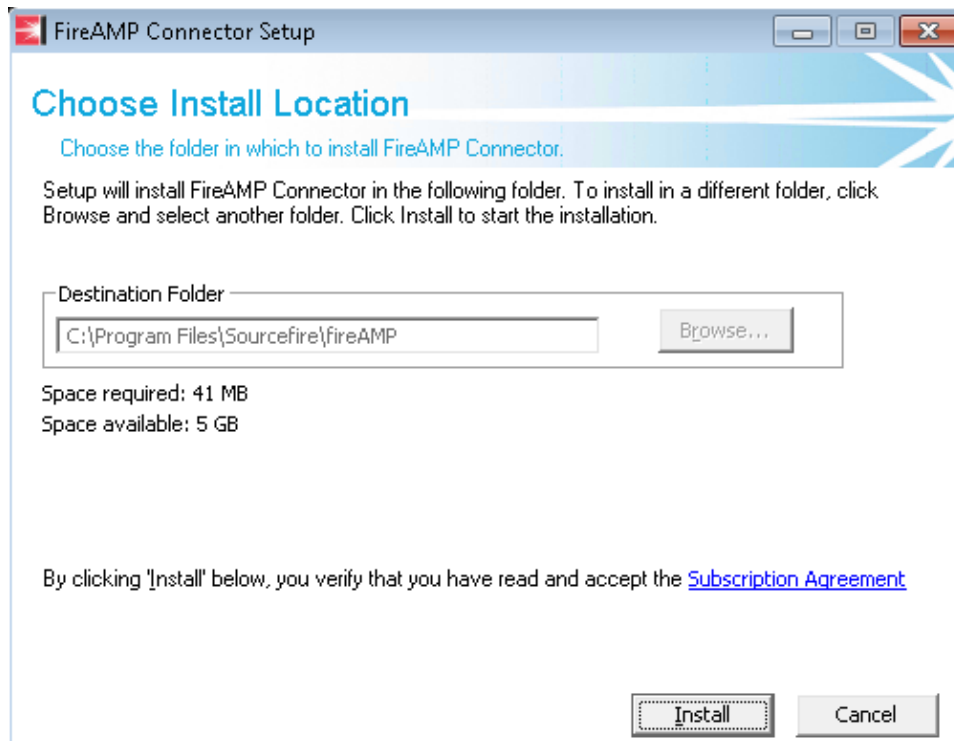 FireAMP Connector Setup
Choose Install Location
Choose the folder in which to install FireAMP Connector.
Setup will install FireAMP Connector in the following folder. To install in a different folder, click
Browse and select another folder. Click Install to start the installation.
Destination Folder
C:\Program Files\Sourcefire\fireAMP
Browse...
Space required: 41 MB
Space available: 5 GB
By clicking 'Install' below, you verify that you have read and accept the Subscription Agreement
Install Cancel